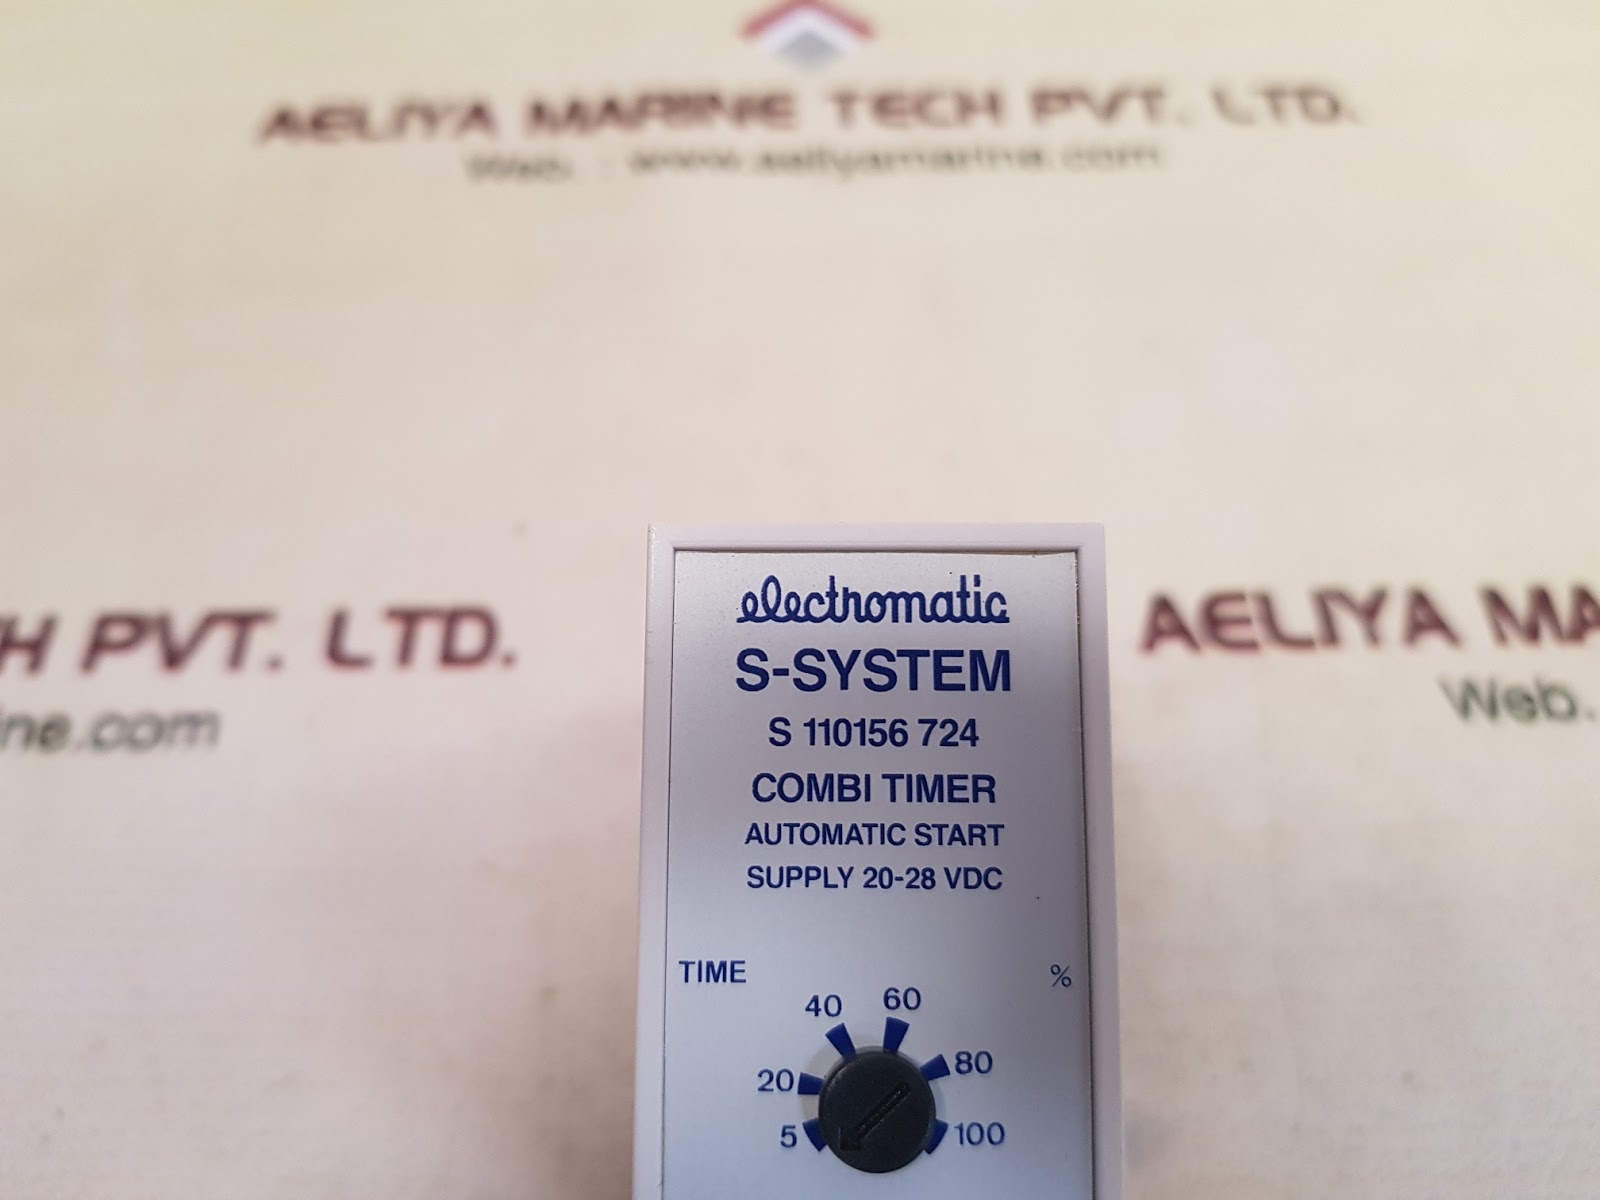 AELIYA MARINE TECH PVT. LTD.
Web. : www.aeliyamarine.com
H PVT. LTD.
ine.com
AELIYA MA
Web.
electromatic
S-SYSTEM
S 110156 724
COMBI TIMER
AUTOMATIC START
SUPPLY 20-28 VDC
TIME %
40 60
20 80
5 100